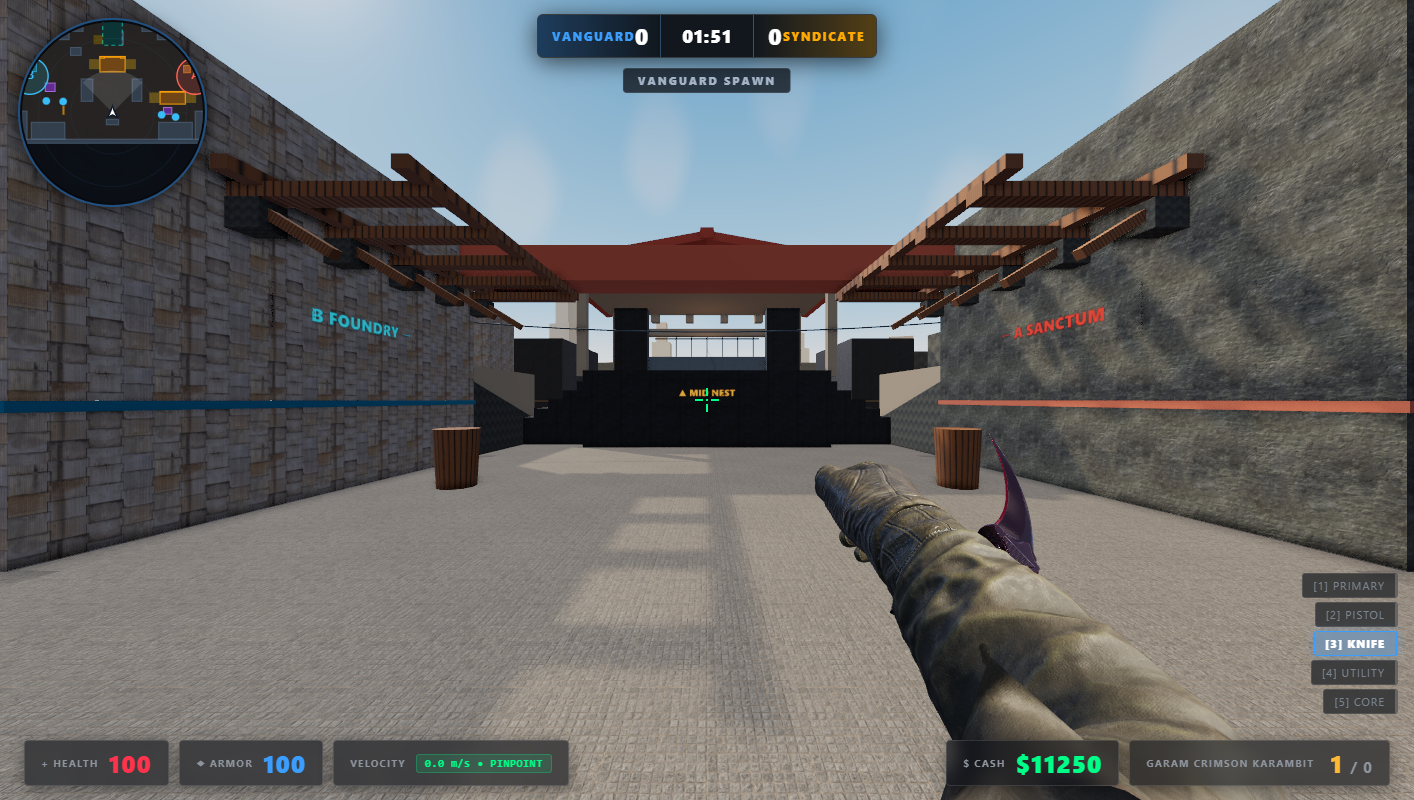 VANGUARD 0 01:51 0 SYNDICATE
VANGUARD SPAWN
B FOUNDRY
A SANCTUM
▲ MID NEST
[1] PRIMARY
[2] PISTOL
[3] KNIFE
[4] UTILITY
[5] CORE
+ HEALTH 100
◆ ARMOR 100
VELOCITY 0.0 m/s • PINPOINT
$ CASH $11250
GARAM CRIMSON KARAMBIT 1 / 0